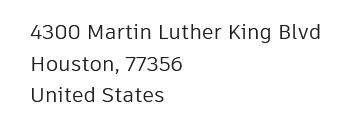 4300 Martin Luther King Blvd
Houston, 77356
United States